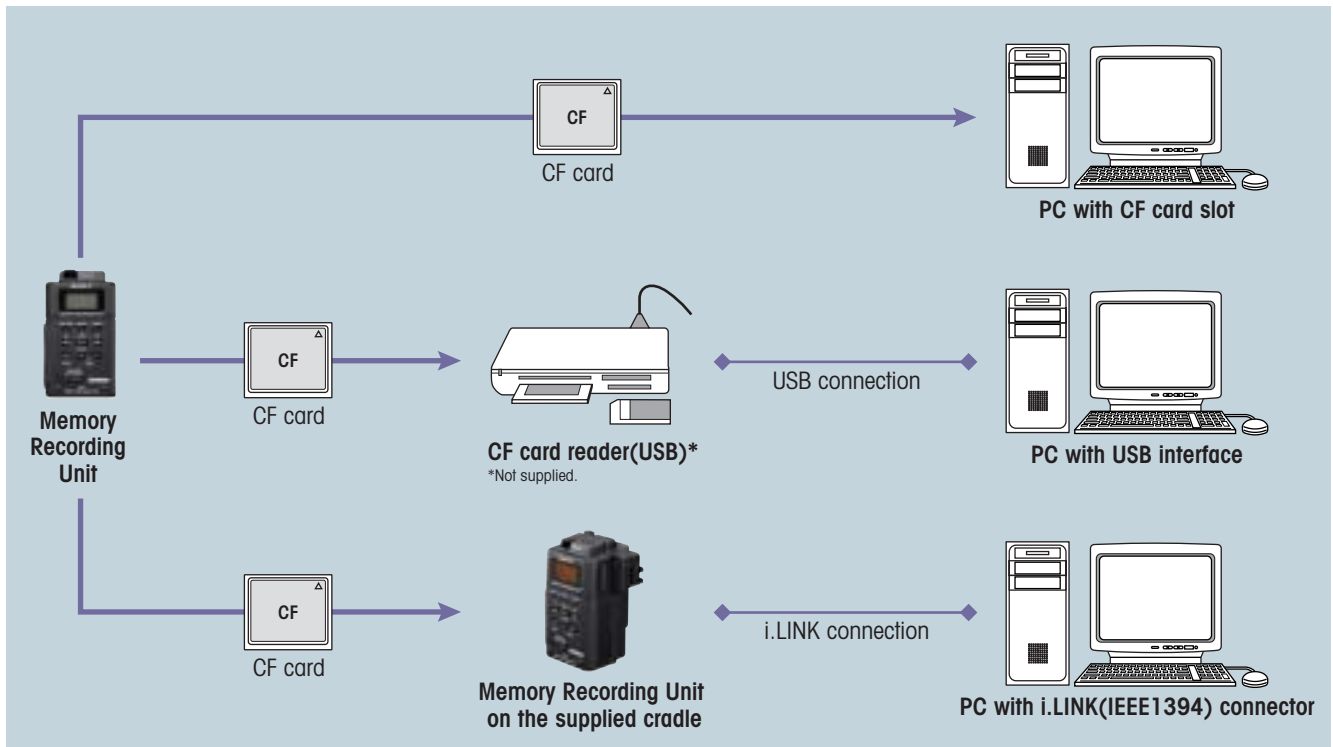 CF
CF card
PC with CF card slot
Memory
Recording
Unit
CF
CF card
CF card reader(USB)*
*Not supplied.
USB connection
PC with USB interface
CF
CF card
Memory Recording Unit
on the supplied cradle
i.LINK connection
PC with i.LINK(IEEE1394) connector